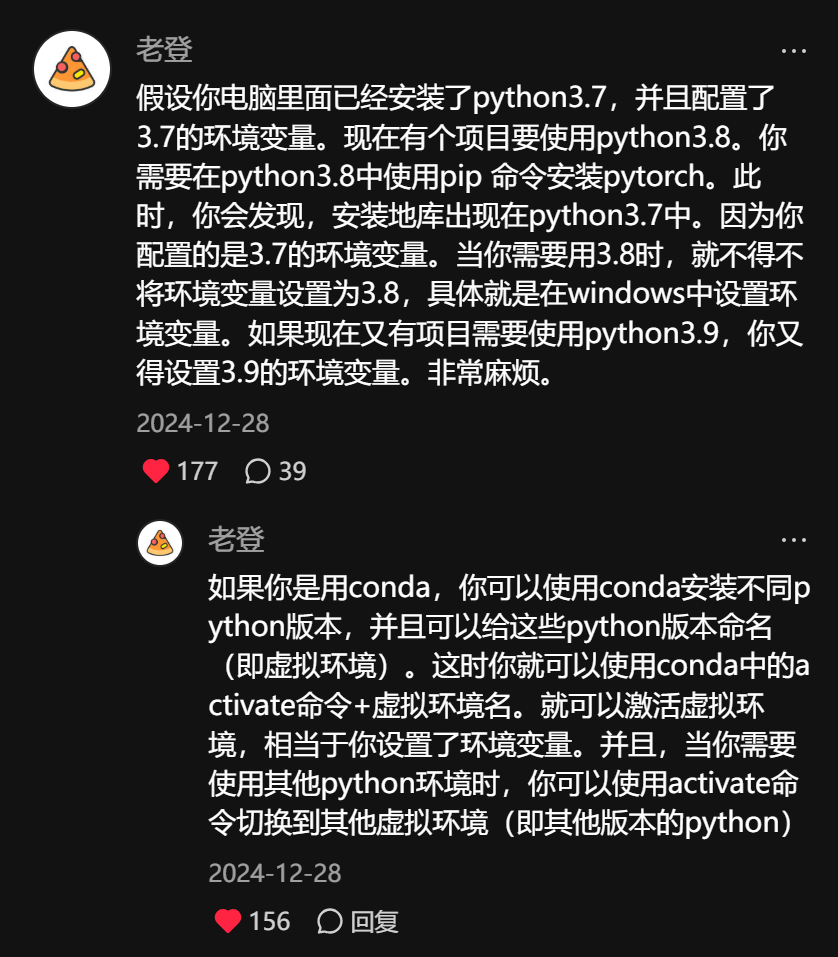 老登
假设你电脑里面已经安装了python3.7，并且配置了
3.7的环境变量。现在有个项目要使用python3.8。你
需要在python3.8中使用pip 命令安装pytorch。此
时，你会发现，安装地库出现在python3.7中。因为你
配置的是3.7的环境变量。当你需要用3.8时，就不得不
将环境变量设置为3.8，具体就是在windows中设置环
境变量。如果现在又有项目需要使用python3.9，你又
得设置3.9的环境变量。非常麻烦。
2024-12-28
177 39
老登
如果你是用conda，你可以使用conda安装不同p
ython版本，并且可以给这些python版本命名
（即虚拟环境）。这时你就可以使用conda中的a
ctivate命令+虚拟环境名。就可以激活虚拟环
境，相当于你设置了环境变量。并且，当你需要
使用其他python环境时，你可以使用activate命
令切换到其他虚拟环境（即其他版本的python）
2024-12-28
156 回复